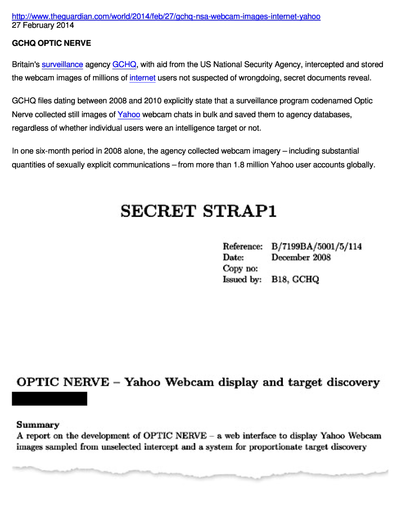 http://www.theguardian.com/world/2014/feb/27/gchq-nsa-webcam-images-internet-yahoo
27 February 2014
GCHQ OPTIC NERVE
Britain's surveillance agency GCHQ, with aid from the US National Security Agency, intercepted and stored
the webcam images of millions of internet users not suspected of wrongdoing, secret documents reveal.
GCHQ files dating between 2008 and 2010 explicitly state that a surveillance program codenamed Optic
Nerve collected still images of Yahoo webcam chats in bulk and saved them to agency databases,
regardless of whether individual users were an intelligence target or not.
In one six-month period in 2008 alone, the agency collected webcam imagery – including substantial
quantities of sexually explicit communications – from more than 1.8 million Yahoo user accounts globally.
SECRET STRAP1
Reference: B/7199BA/5001/5/114
Date: December 2008
Copy no:
Issued by: B18, GCHQ
OPTIC NERVE – Yahoo Webcam display and target discovery
Summary
A report on the development of OPTIC NERVE – a web interface to display Yahoo Webcam
images sampled from unselected intercept and a system for proportionate target discovery